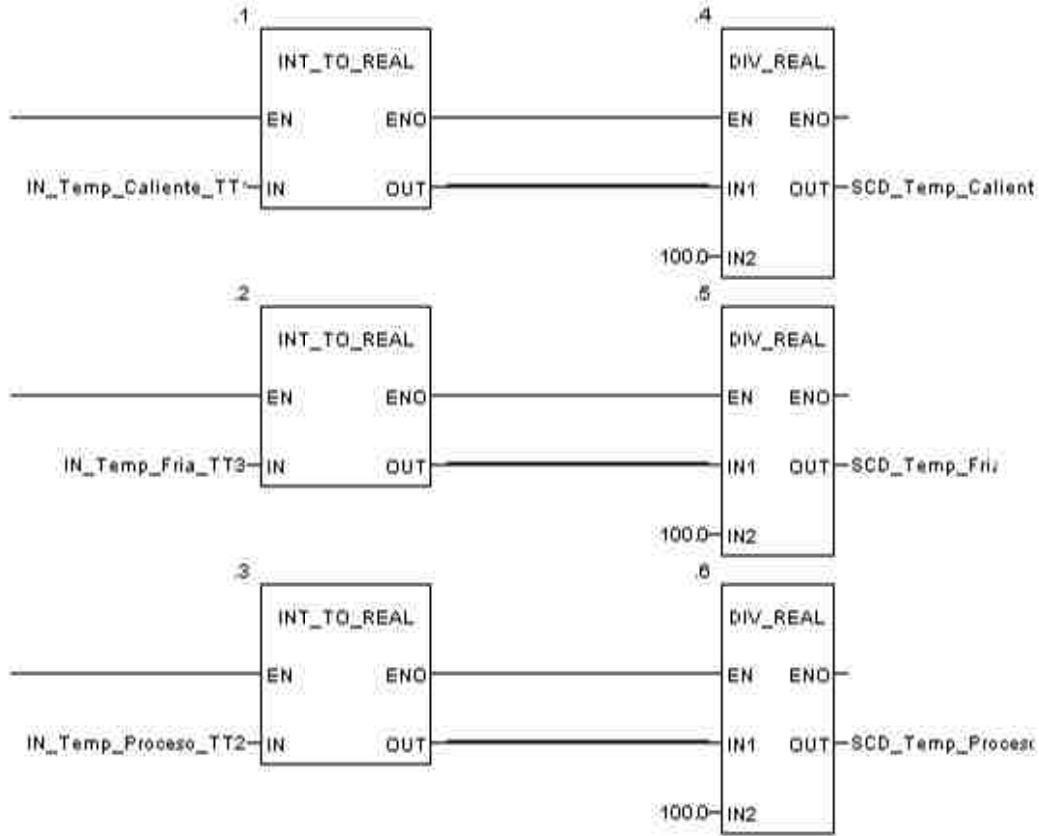 .1
.4
INT_TO_REAL
DIV_REAL
EN
ENO
EN
ENO
IN_Temp_Caliente_TT
IN
OUT
IN1
OUT
SCD_Temp_Calient
100.0
IN2
.2
.5
INT_TO_REAL
DIV_REAL
EN
ENO
EN
ENO
IN_Temp_Fria_TT3
IN
OUT
IN1
OUT
SCD_Temp_Fri
100.0
IN2
.3
.6
INT_TO_REAL
DIV_REAL
EN
ENO
EN
ENO
IN_Temp_Proceso_TT2
IN
OUT
IN1
OUT
SCD_Temp_Proces
100.0
IN2